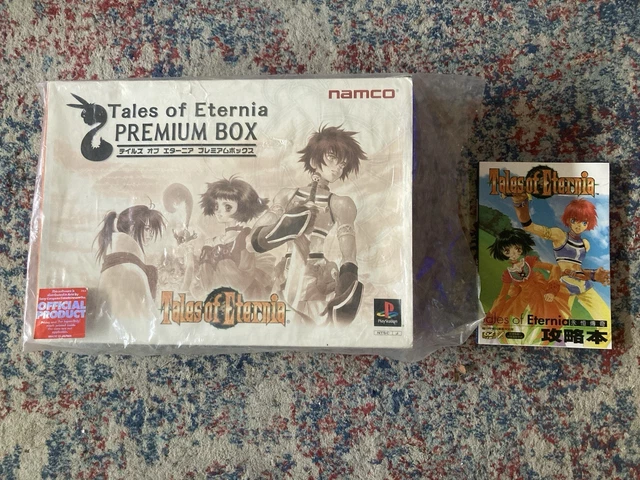 namco
Tales of Eternia
PREMIUM BOX
テイルズ オブ エターニア プレミアムボックス
Tales of Eternia
OFFICIAL
PRODUCT
PlayStation
Tales of Eternia
Tales of Eternia
攻略本